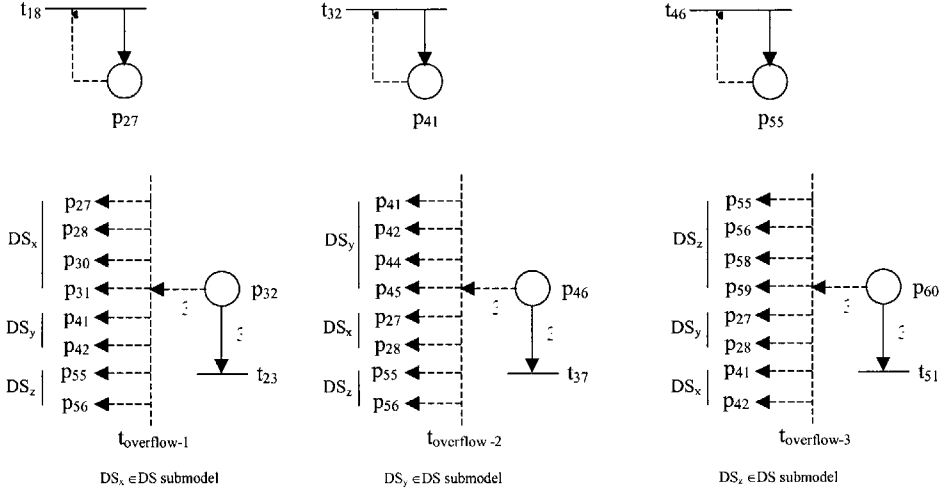 t18
t32
t46
p27
p41
p55
DSx
p27
p28
p30
p31
p32
DSy
p41
p42
DSz
p55
p56
t23
toverflow-1
DSx ∈DS submodel
DSy
p41
p42
p44
p45
p46
DSx
p27
p28
DSz
p55
p56
t37
toverflow -2
DSy ∈DS submodel
DSz
p55
p56
p58
p59
p60
DSy
p27
p28
DSx
p41
p42
t51
toverflow-3
DSz ∈DS submodel